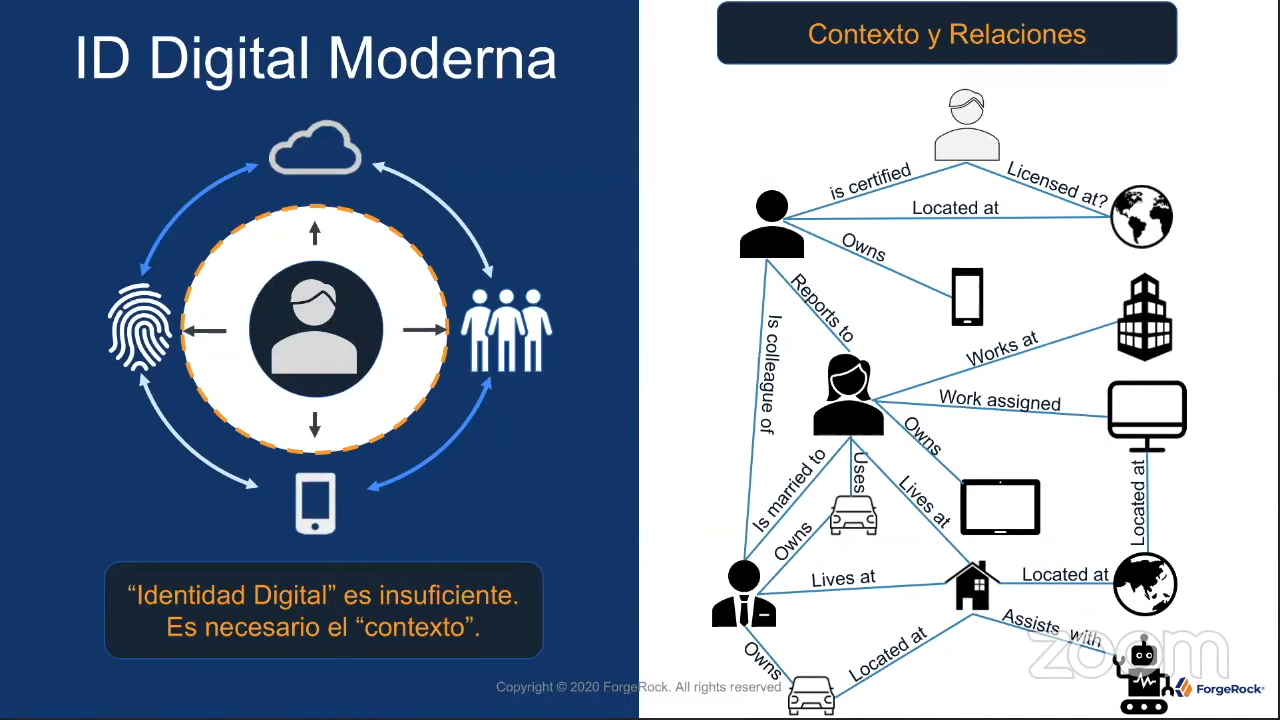 ID Digital Moderna
“Identidad Digital” es insuficiente.
Es necesario el “contexto”.
Contexto y Relaciones
is certified
Licensed at?
Located at
Owns
Reports to
Is colleague of
Works at
Work assigned
Owns
Is married to
Uses
Lives at
Owns
Located at
Lives at
Located at
Assists with
Owns
Located at
zoom
Copyright © 2020 ForgeRock. All rights reserved
ForgeRock